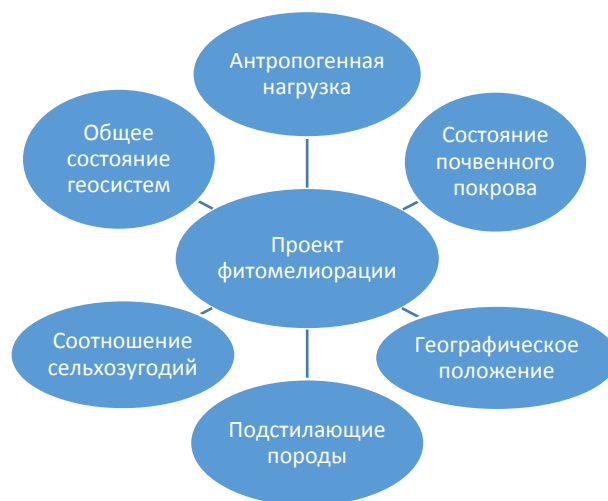 Антропогенная
нагрузка
Общее
состояние
геосистем
Состояние
почвенного
покрова
Проект
фитомелиорации
Соотношение
сельхозугодий
Географическое
положение
Подстилающие
породы